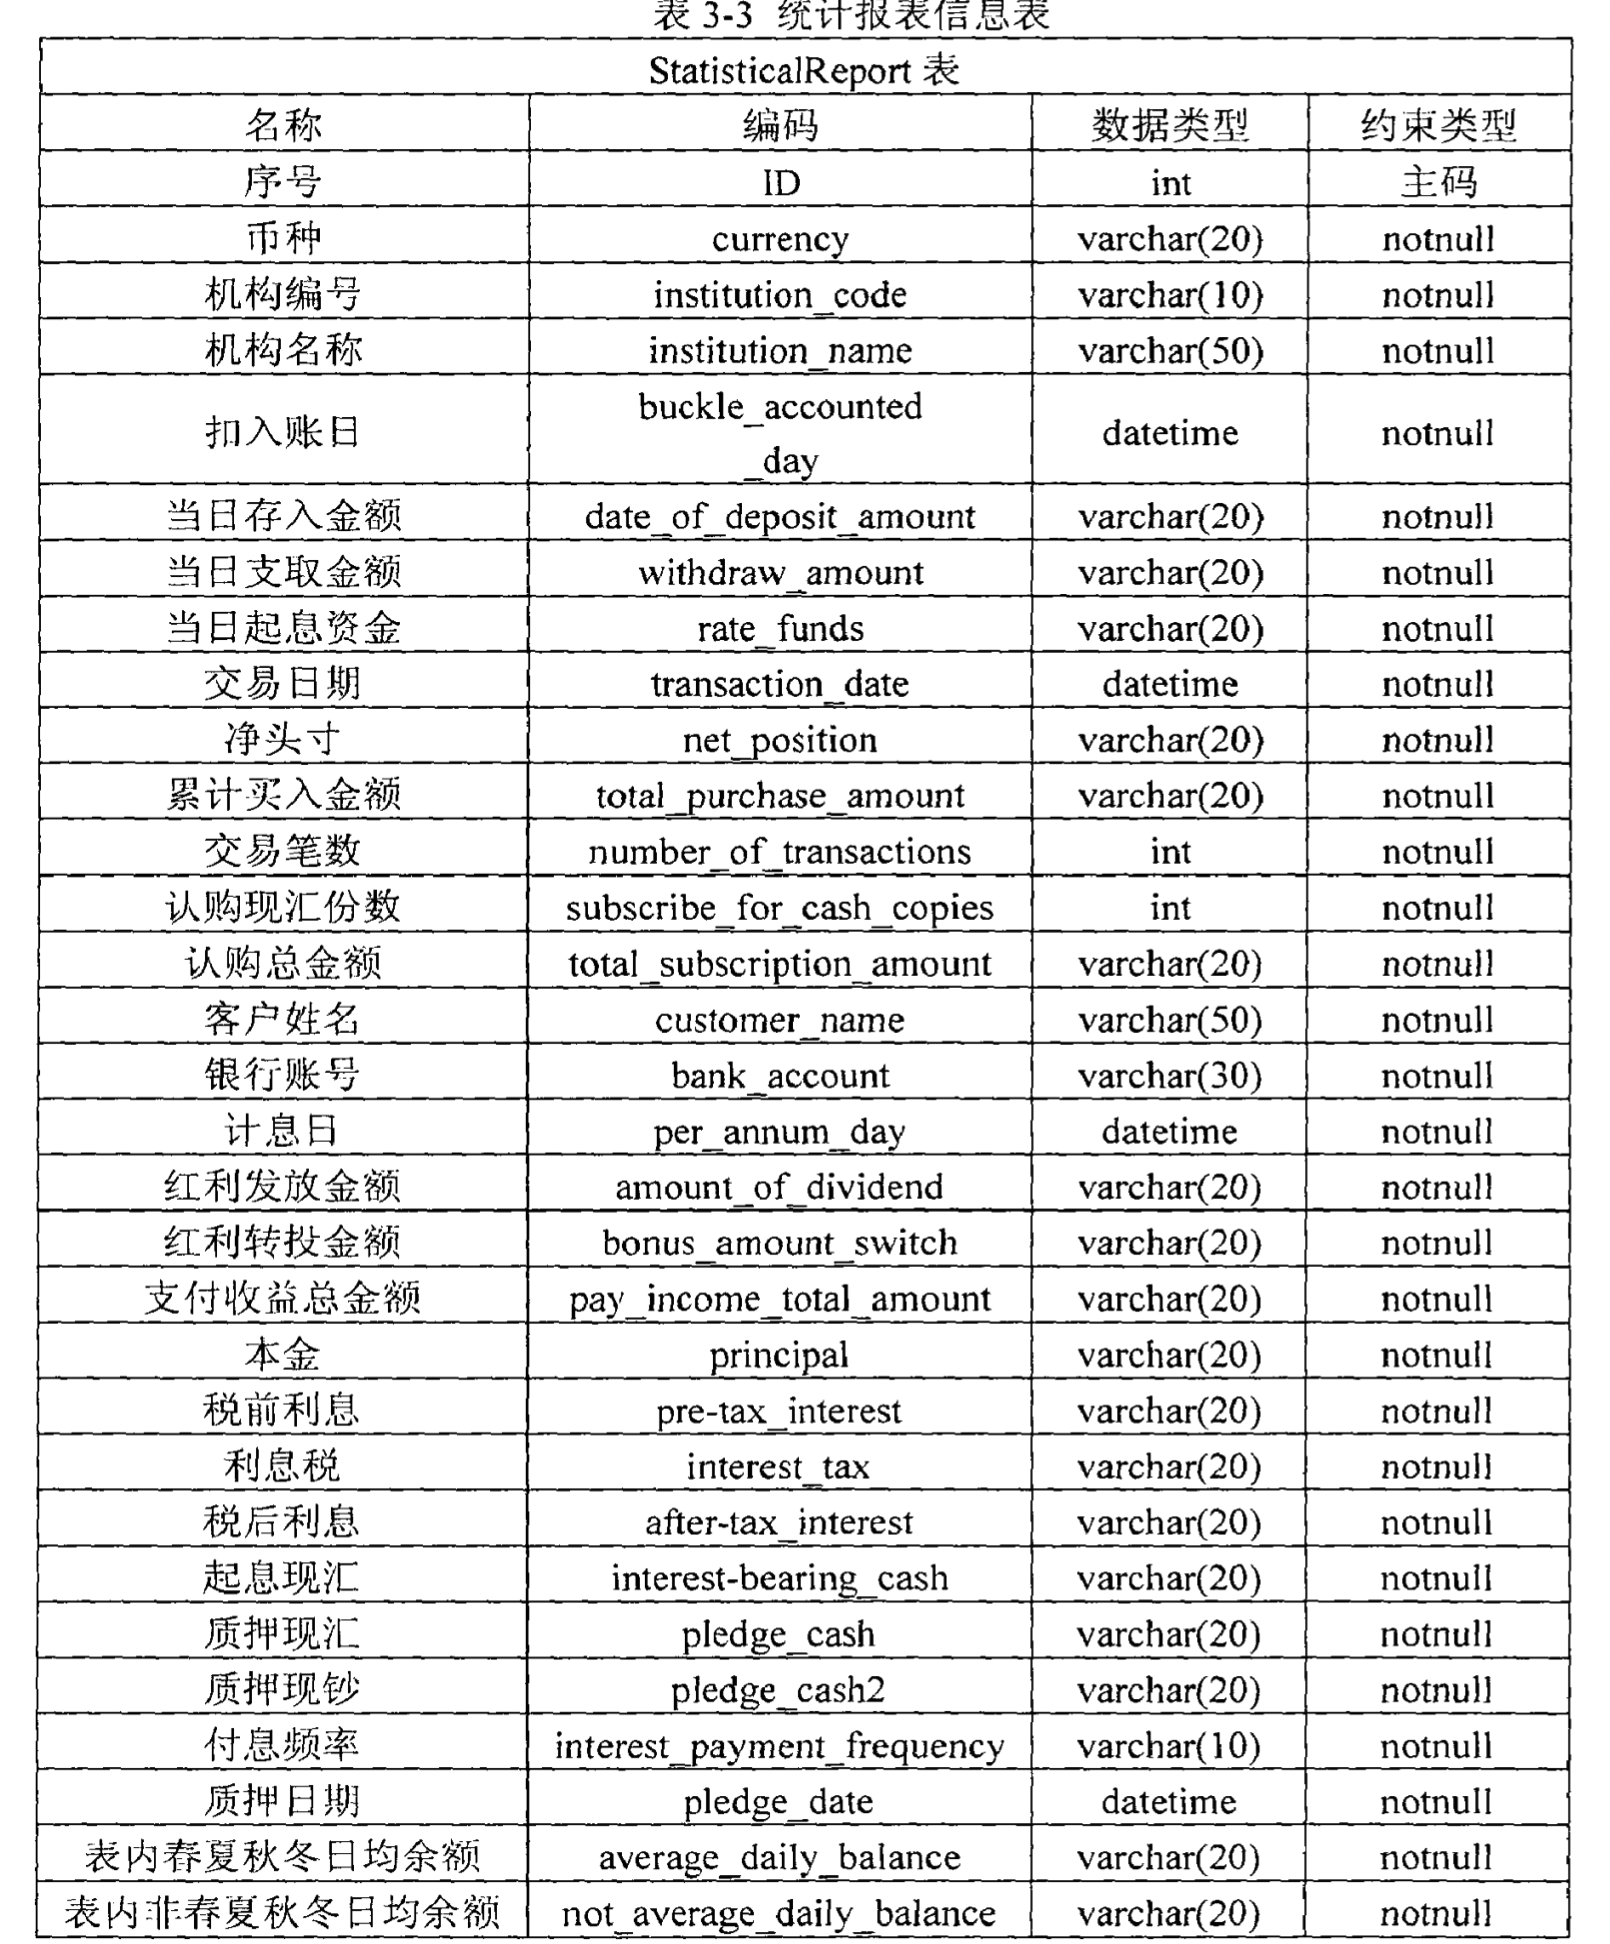 表 3-3 统计报表信息表
StatisticalReport 表
名称 编码 数据类型 约束类型
序号 ID int 主码
币种 currency varchar(20) notnull
机构编号 institution_code varchar(10) notnull
机构名称 institution_name varchar(50) notnull
扣入账日 buckle_accounted_day datetime notnull
当日存入金额 date_of_deposit_amount varchar(20) notnull
当日支取金额 withdraw_amount varchar(20) notnull
当日起息资金 rate_funds varchar(20) notnull
交易日期 transaction_date datetime notnull
净头寸 net_position varchar(20) notnull
累计买入金额 total_purchase_amount varchar(20) notnull
交易笔数 number_of_transactions int notnull
认购现汇份数 subscribe_for_cash_copies int notnull
认购总金额 total_subscription_amount varchar(20) notnull
客户姓名 customer_name varchar(50) notnull
银行账号 bank_account varchar(30) notnull
计息日 per_annum_day datetime notnull
红利发放金额 amount_of_dividend varchar(20) notnull
红利转投金额 bonus_amount_switch varchar(20) notnull
支付收益总金额 pay_income_total_amount varchar(20) notnull
本金 principal varchar(20) notnull
税前利息 pre-tax_interest varchar(20) notnull
利息税 interest_tax varchar(20) notnull
税后利息 after-tax_interest varchar(20) notnull
起息现汇 interest-bearing_cash varchar(20) notnull
质押现汇 pledge_cash varchar(20) notnull
质押现钞 pledge_cash2 varchar(20) notnull
付息频率 interest_payment_frequency varchar(10) notnull
质押日期 pledge_date datetime notnull
表内春夏秋冬日均余额 average_daily_balance varchar(20) notnull
表内非春夏秋冬日均余额 not_average_daily_balance varchar(20) notnull